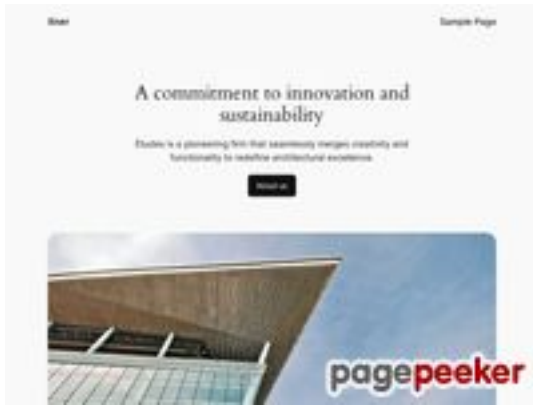 Sample Page
A commitment to innovation and
sustainability
Études is a pioneering firm that seamlessly merges creativity and
functionality to redefine architectural excellence.
About us
pagepeeker